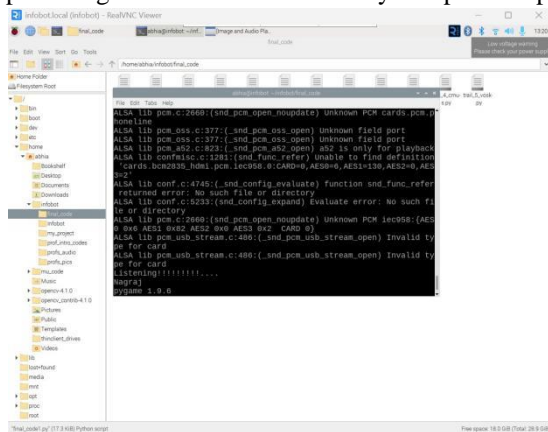 infobot.local (infobot) - RealVNC Viewer
final_code
abhia@infobot: ~/inf...
[Image and Audio Pla..
13:20
final_code
Low voltage warning
Please check your power supply
File Edit View Sort Go Tools
/home/abhia/infobot/final_code
Home Folder
Filesystem Root
/
bin
boot
dev
etc
home
abhia
Bookshelf
Desktop
Documents
Downloads
infobot
final_code
infobot
my_project
prof_intro_codes
profs_audio
profs_pics
mu_code
Music
opencv-4.1.0
opencv_contrib-4.1.0
Pictures
Public
Templates
thinclient_drives
Videos
lib
lost+found
media
mnt
opt
proc
root
abhia@infobot: ~/infobot/final_code
File Edit Tabs Help
ALSA lib pcm.c:2660:(snd_pcm_open_noupdate) Unknown PCM cards.pcm.p
honeline
ALSA lib pcm_oss.c:377:(_snd_pcm_oss_open) Unknown field port
ALSA lib pcm_oss.c:377:(_snd_pcm_oss_open) Unknown field port
ALSA lib pcm_a52.c:823:(_snd_pcm_a52_open) a52 is only for playback
ALSA lib confmisc.c:1281:(snd_func_refer) Unable to find definition
'cards.bcm2835_hdmi.pcm.iec958.0:CARD=0,AES0=6,AES1=130,AES2=0,AES
3=2'
ALSA lib conf.c:4745:(_snd_config_evaluate) function snd_func_refer
returned error: No such file or directory
ALSA lib conf.c:5233:(snd_config_expand) Evaluate error: No such fi
le or directory
ALSA lib pcm.c:2660:(snd_pcm_open_noupdate) Unknown PCM iec958:{AES
0 0x6 AES1 0x82 AES2 0x0 AES3 0x2 CARD 0}
ALSA lib pcm_usb_stream.c:486:(_snd_pcm_usb_stream_open) Invalid ty
pe for card
ALSA lib pcm_usb_stream.c:486:(_snd_pcm_usb_stream_open) Invalid ty
pe for card
Listening!!!!!!!!!....
Nagraj
pygame 1.9.6
"final_code1.py" (17.3 KiB) Python script
Free space: 18.0 GiB (Total: 28.9 GiB)